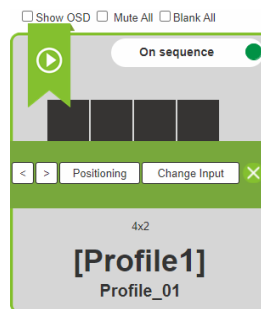 Show OSD Mute All Blank All
On sequence
< > Positioning Change Input
4x2
[Profile1]
Profile_01